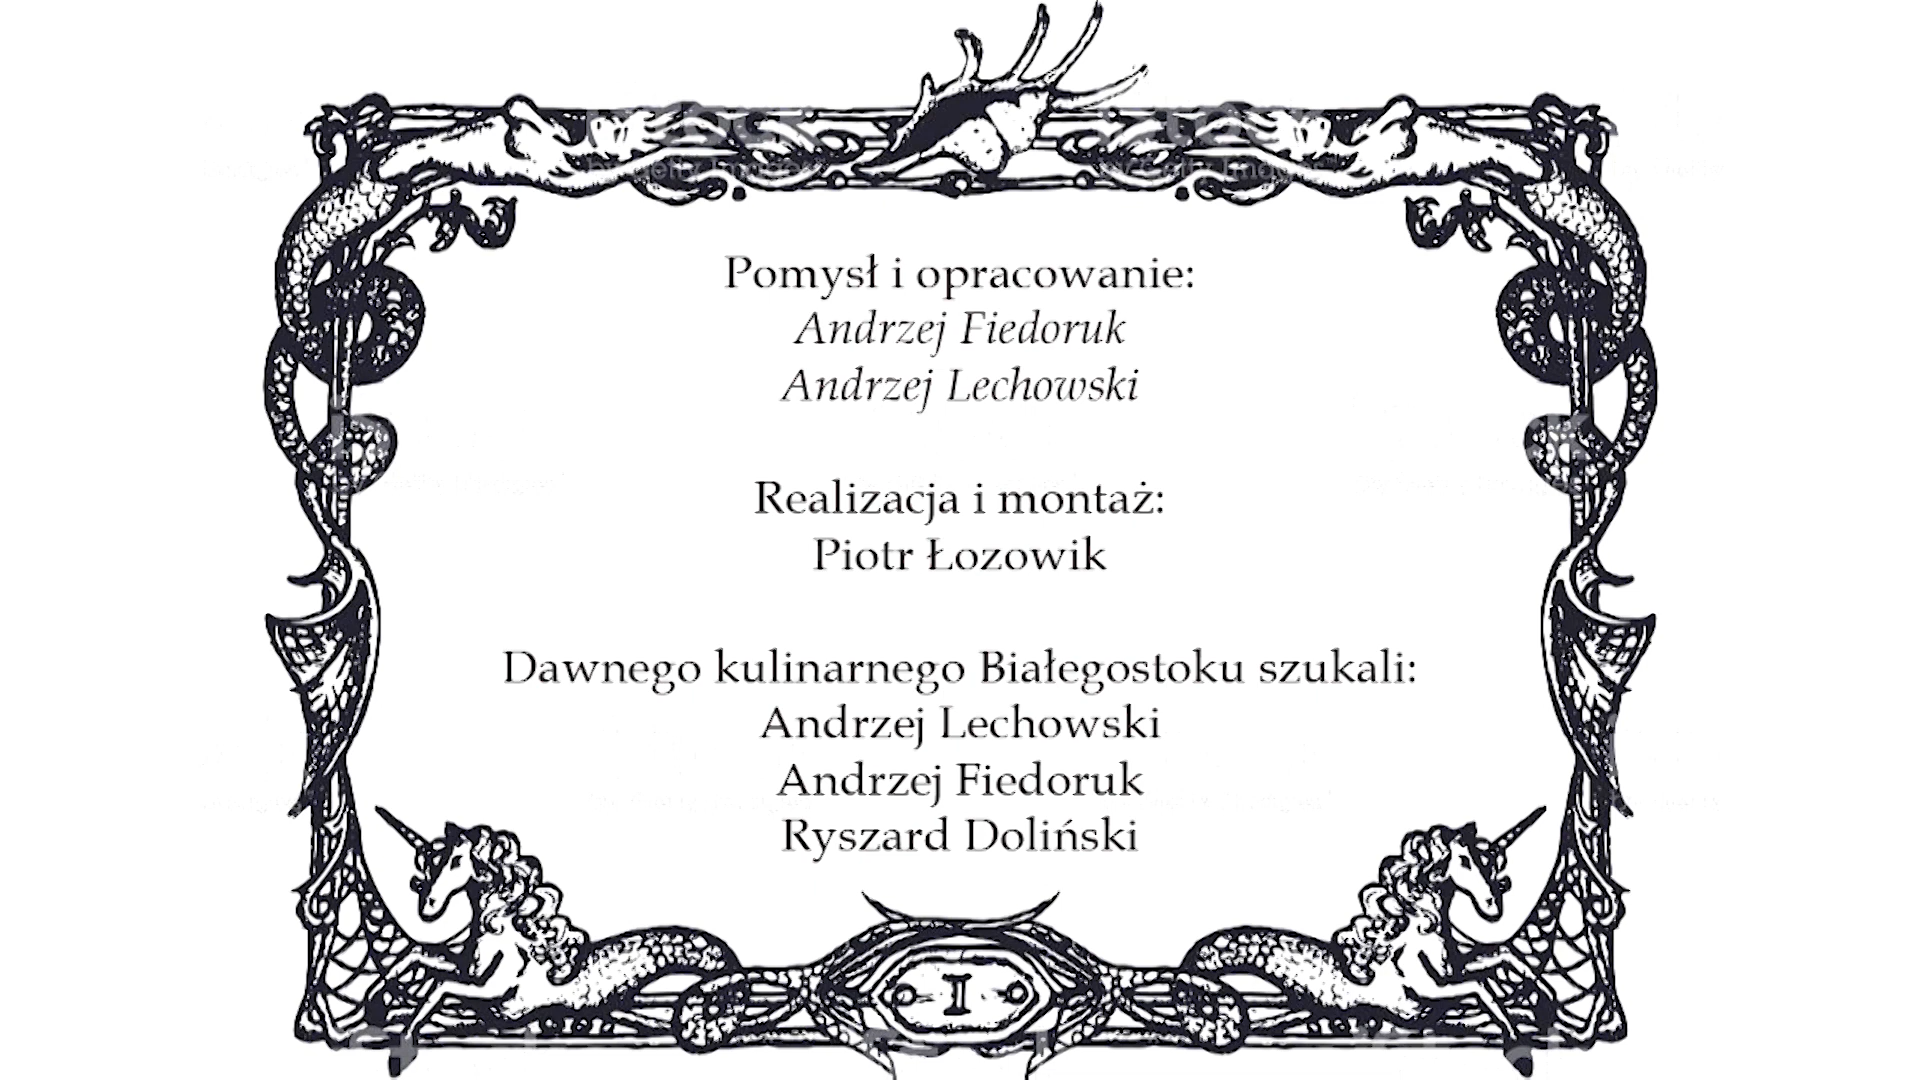 Pomysł i opracowanie:
Andrzej Fiedoruk
Andrzej Lechowski
Realizacja i montaż:
Piotr Łozowik
Dawnego kulinarnego Białegostoku szukali:
Andrzej Lechowski
Andrzej Fiedoruk
Ryszard Doliński
I